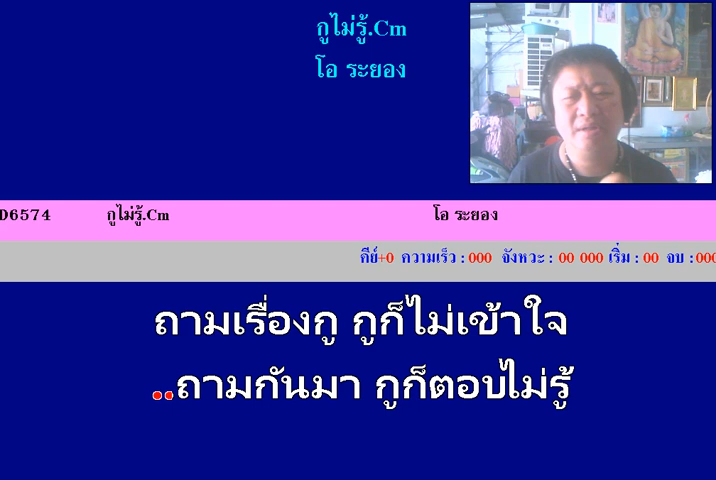 กูไม่รู้.Cm
โอ ระยอง
D6574 กูไม่รู้.Cm โอ ระยอง
คีย์+0 ความเร็ว : 000 จังหวะ : 00 000 เริ่ม : 00 จบ :000
ถามเรื่องกู กูก็ไม่เข้าใจ
..ถามกันมา กูก็ตอบไม่รู้